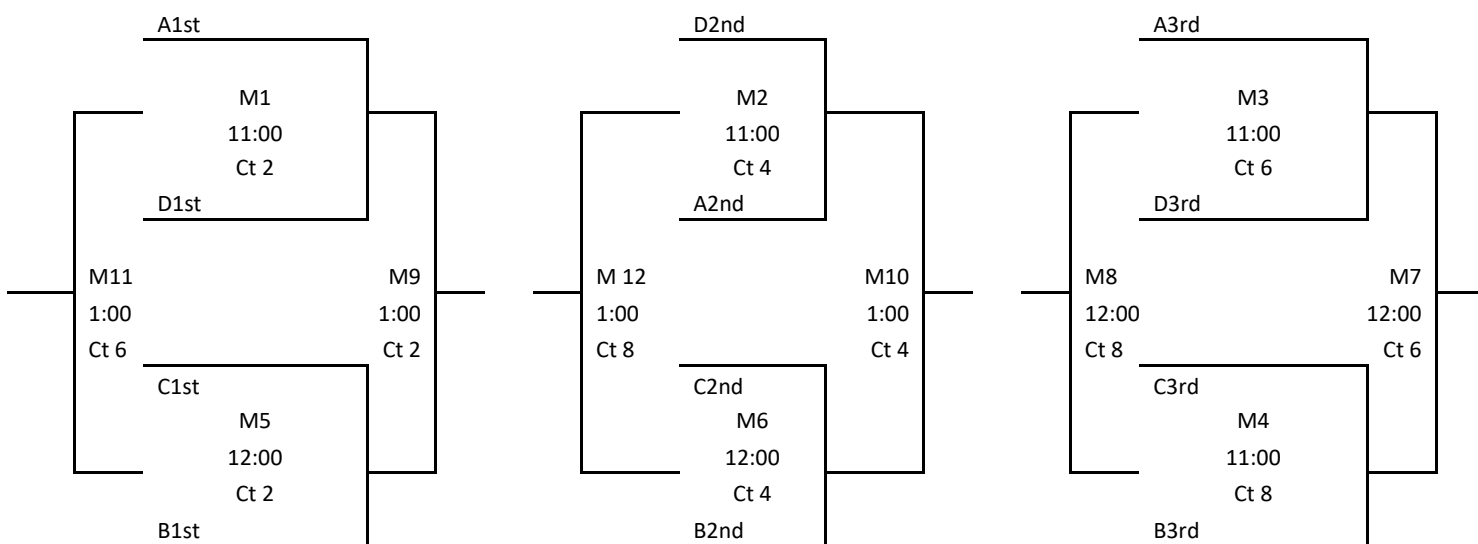 A1st
M1
11:00
Ct 2
D1st
M11
1:00
Ct 6
M9
1:00
Ct 2
C1st
M5
12:00
Ct 2
B1st
D2nd
M2
11:00
Ct 4
A2nd
M 12
1:00
Ct 8
M10
1:00
Ct 4
C2nd
M6
12:00
Ct 4
B2nd
A3rd
M3
11:00
Ct 6
D3rd
M8
12:00
Ct 8
M7
12:00
Ct 6
C3rd
M4
11:00
Ct 8
B3rd